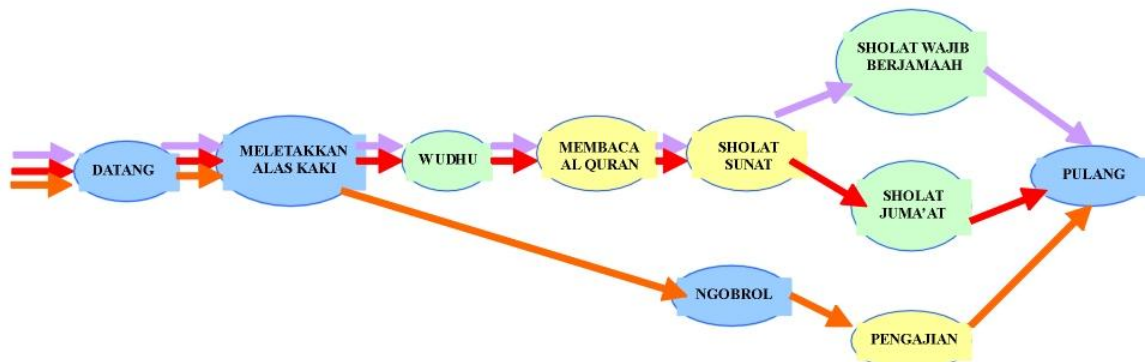 DATANG
MELETAKKAN
ALAS KAKI
WUDHU
MEMBACA
AL QURAN
SHOLAT
SUNAT
SHOLAT WAJIB
BERJAMAAH
SHOLAT
JUMA'AT
PULANG
NGOBROL
PENGAJIAN